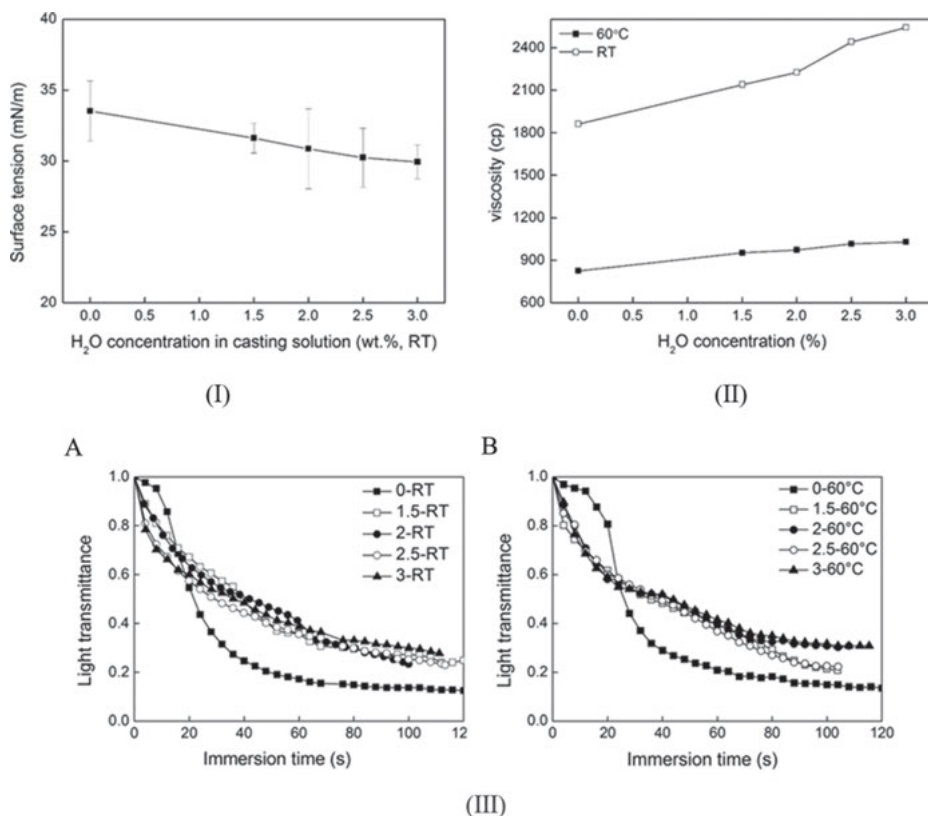 40
35
30
25
20
Surface tension (mN/m)
0.0 0.5 1.0 1.5 2.0 2.5 3.0
H₂O concentration in casting solution (wt.%, RT)
(I)
60°C
RT
2400
2100
1800
1500
1200
900
600
viscosity (cp)
0.0 0.5 1.0 1.5 2.0 2.5 3.0
H₂O concentration (%)
(II)
A
1.0
0.8
0.6
0.4
0.2
0.0
Light transmittance
0-RT
1.5-RT
2-RT
2.5-RT
3-RT
0 20 40 60 80 100 120
Immersion time (s)
B
1.0
0.8
0.6
0.4
0.2
0.0
Light transmittance
0-60°C
1.5-60°C
2-60°C
2.5-60°C
3-60°C
0 20 40 60 80 100 120
Immersion time (s)
(III)